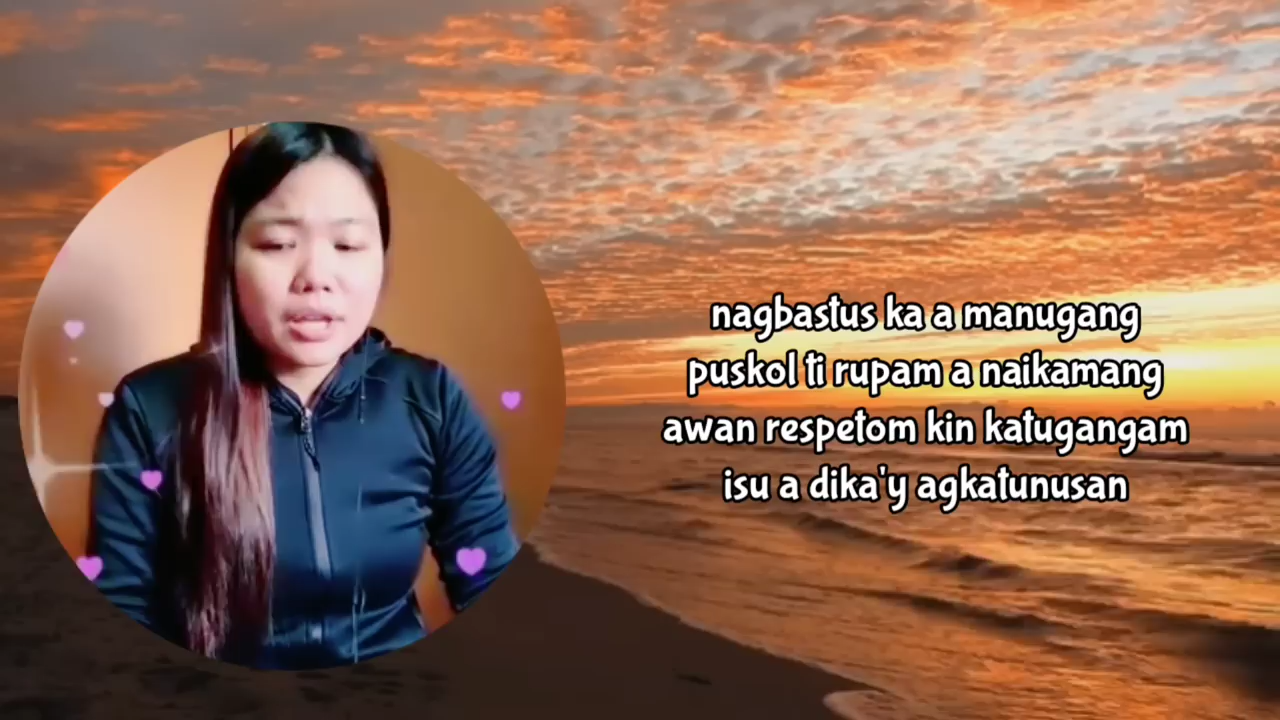 nagbastus ka a manugang
puskol ti rupam a naikamang
awan respetom kin katugangam
isu a dika'y agkatunusan